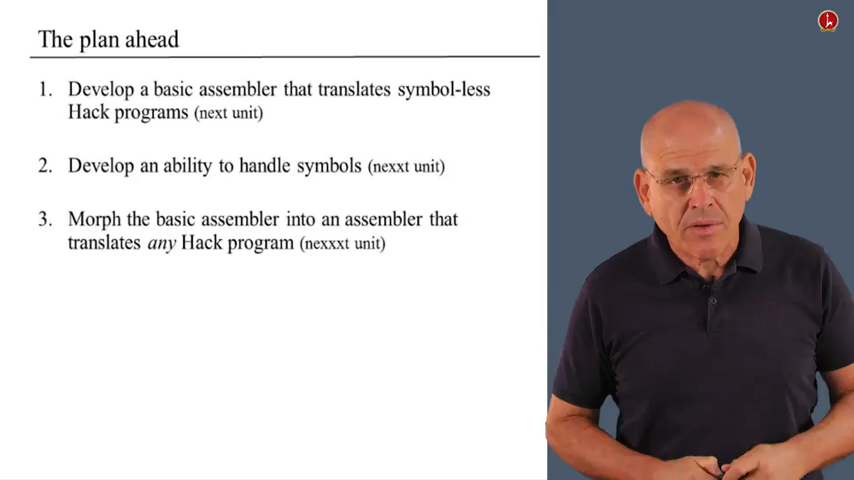 The plan ahead
1. Develop a basic assembler that translates symbol-less
Hack programs (next unit)
2. Develop an ability to handle symbols (nexxt unit)
3. Morph the basic assembler into an assembler that
translates any Hack program (nexxxt unit)